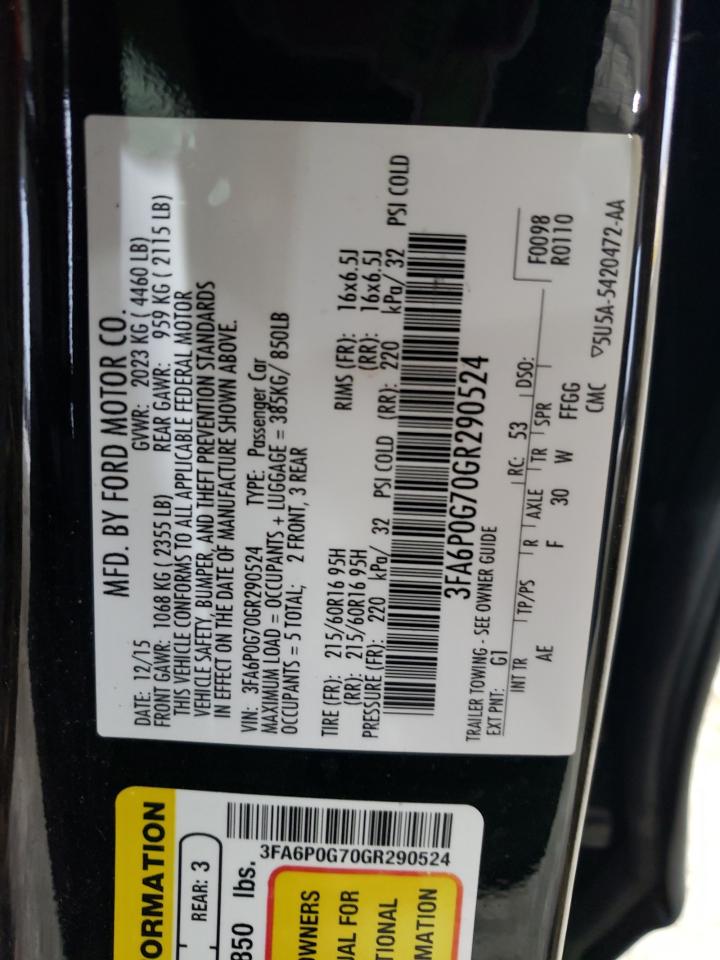 MFD. BY FORD MOTOR CO.
DATE: 12/15 GVWR: 2023 KG ( 4460 LB)
FRONT GAWR: 1068 KG ( 2355 LB) REAR GAWR: 959 KG ( 2115 LB)
THIS VEHICLE CONFORMS TO ALL APPLICABLE FEDERAL MOTOR
VEHICLE SAFETY, BUMPER, AND THEFT PREVENTION STANDARDS
IN EFFECT ON THE DATE OF MANUFACTURE SHOWN ABOVE.
VIN: 3FA6P0G70GR290524 TYPE: Passenger Car
MAXIMUM LOAD = OCCUPANTS + LUGGAGE = 385KG/ 850LB
OCCUPANTS = 5 TOTAL; 2 FRONT, 3 REAR
TIRE (FR): 215/60R16 95H RIMS (FR): 16x6.5J
(RR): 215/60R16 95H (RR): 16x6.5J
PRESSURE (FR): 220 kPa/ 32 PSI COLD (RR): 220 kPa/ 32 PSI COLD
3FA6P0G70GR290524
TRAILER TOWING - SEE OWNER GUIDE
EXT PNT: G1 RC: 53 DSO: F0098
R0110
INT TR TP/PS R AXLE TR SPR
AE F 30 W FFGG
CMC ▽5U5A-5420472-AA
ORMATION
REAR: 3
850 lbs.
3FA6P0G70GR290524
OWNERS
UAL FOR
TIONAL
MATION